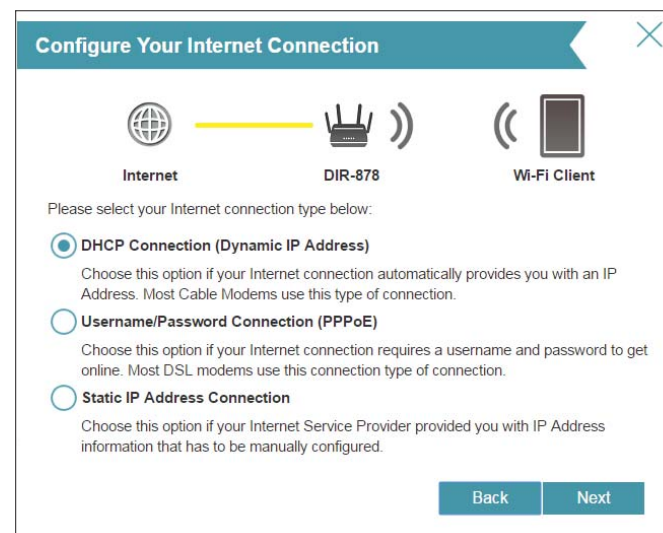 Configure Your Internet Connection
Internet
DIR-878
Wi-Fi Client
Please select your Internet connection type below:
DHCP Connection (Dynamic IP Address)
Choose this option if your Internet connection automatically provides you with an IP
Address. Most Cable Modems use this type of connection.
Username/Password Connection (PPPoE)
Choose this option if your Internet connection requires a username and password to get
online. Most DSL modems use this connection type of connection.
Static IP Address Connection
Choose this option if your Internet Service Provider provided you with IP Address
information that has to be manually configured.
Back
Next